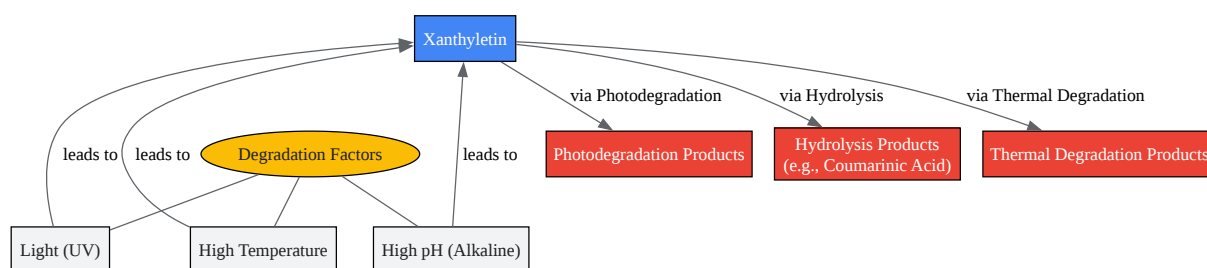 Xanthyletin
via Photodegradation
via Hydrolysis
via Thermal Degradation
leads to
leads to
Degradation Factors
leads to
Photodegradation Products
Hydrolysis Products
(e.g., Coumarinic Acid)
Thermal Degradation Products
Light (UV)
High Temperature
High pH (Alkaline)